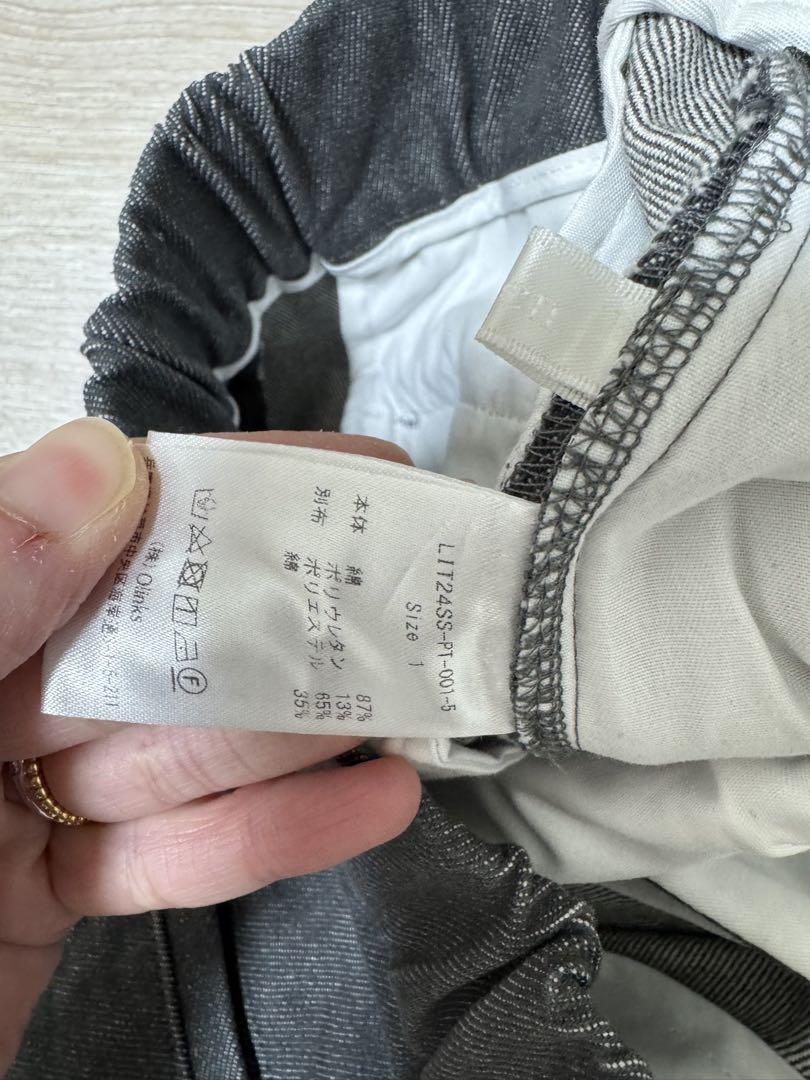 LIT24SS-PT-001-5
Size 1
本体 綿 87%
ポリウレタン 13%
別布 ポリエステル 65%
綿 35%
F
(株) Qlinks